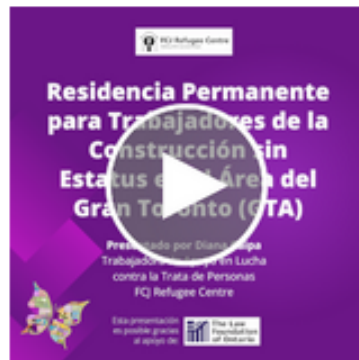 FCJ Refugee Centre
Residencia Permanente
para Trabajadores de la
Construcción sin
Estatus en el Área del
Gran Toronto (GTA)
Presentado por Diana
Trabajadora en Lucha
contra la Trata de Personas
FCJ Refugee Centre
Esta presentación
es posible gracias
al apoyo de:
The Law
Foundation
of Ontario